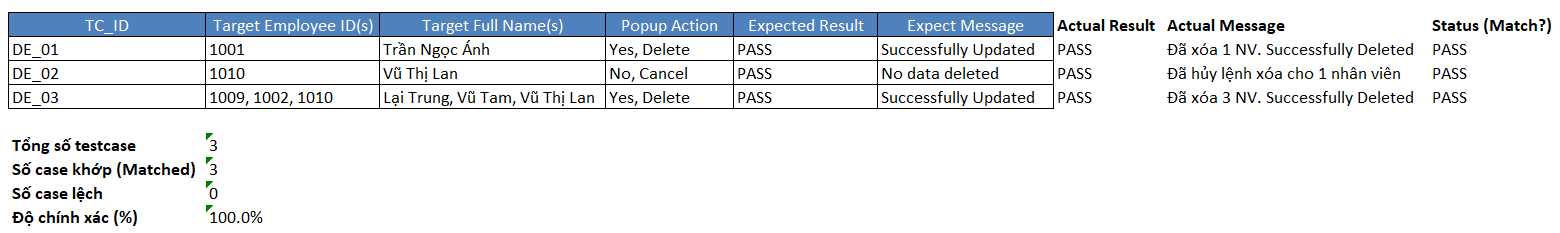 TC_ID Target Employee ID(s) Target Full Name(s) Popup Action Expected Result Expect Message Actual Result Actual Message Status (Match?)
DE_01 1001 Trần Ngọc Ánh Yes, Delete PASS Successfully Updated PASS Đã xóa 1 NV. Successfully Deleted PASS
DE_02 1010 Vũ Thị Lan No, Cancel PASS No data deleted PASS Đã hủy lệnh xóa cho 1 nhân viên PASS
DE_03 1009, 1002, 1010 Lại Trung, Vũ Tam, Vũ Thị Lan Yes, Delete PASS Successfully Updated PASS Đã xóa 3 NV. Successfully Deleted PASS
Tổng số testcase 3
Số case khớp (Matched) 3
Số case lệch 0
Độ chính xác (%) 100.0%